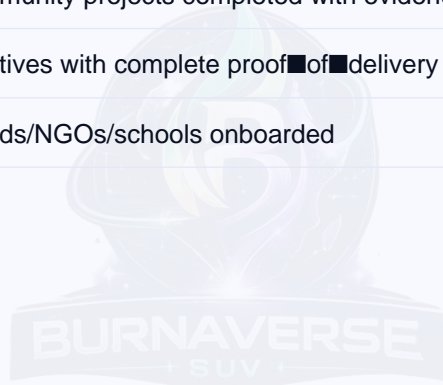 munity projects completed with eviden
tives with complete proof■of■delivery
ds/NGOs/schools onboarded
BURNAVERSE
SUV